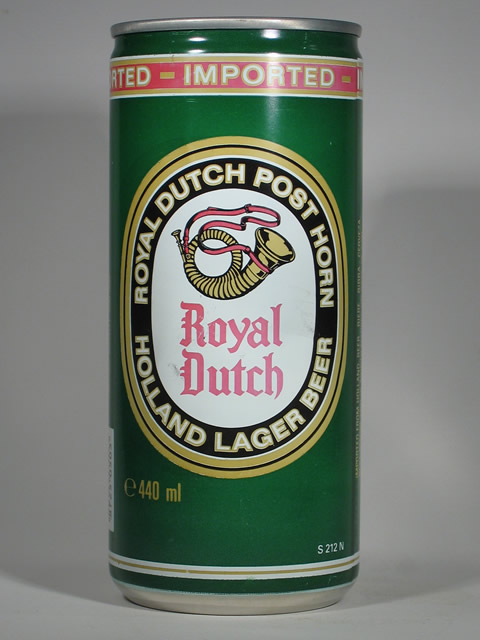 RTED - IMPORTED - I
ROYAL DUTCH POST HORN
Royal
Dutch
HOLLAND LAGER BEER
℮ 440 ml
S 212 N